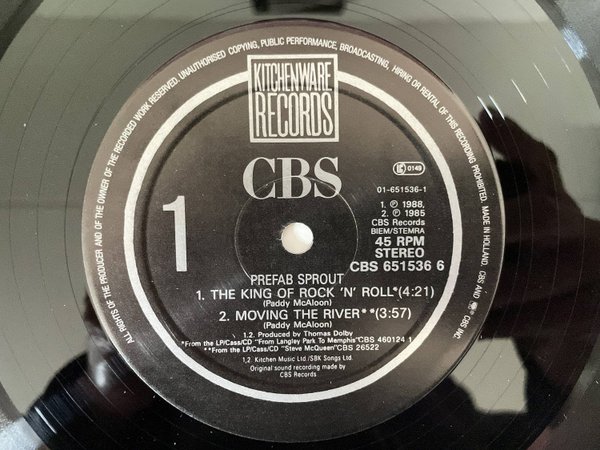 ALL RIGHTS OF THE PRODUCER AND OF THE OWNER OF THE RECORDED WORK RESERVED. UNAUTHORISED COPYING, PUBLIC PERFORMANCE, BROADCASTING, HIRING OR RENTAL OF THIS RECORDING PROHIBITED. MADE IN HOLLAND. CBS AND ARE CBS INC.
KITCHENWARE
RECORDS
CBS
0149
1
01-651536-1
1. ℗ 1988,
2. ℗ 1985
CBS Records
BIEM/STEMRA
45 RPM
STEREO
CBS 651536 6
PREFAB SPROUT
1. THE KING OF ROCK 'N' ROLL*(4:21)
(Paddy McAloon)
2. MOVING THE RIVER**(3:57)
(Paddy McAloon)
1.2. Produced by Thomas Dolby
*From the LP/Cass/CD "From Langley Park To Memphis" CBS 460124 1
**From the LP/Cass/CD "Steve McQueen" CBS 26522
1,2. Kitchen Music Ltd /SBK Songs Ltd.
Original sound recording made by
CBS Records